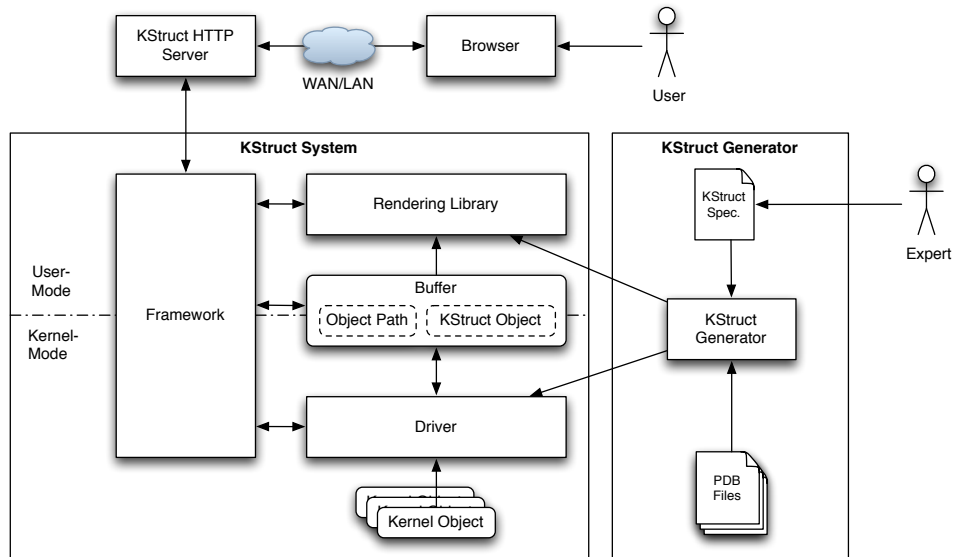 KStruct HTTP
Server
WAN/LAN
Browser
User
KStruct System
KStruct Generator
Rendering Library
KStruct
Spec.
Expert
User-
Mode
Kernel-
Mode
Framework
Buffer
Object Path
KStruct Object
KStruct
Generator
Driver
PDB
Files
Kernel Object